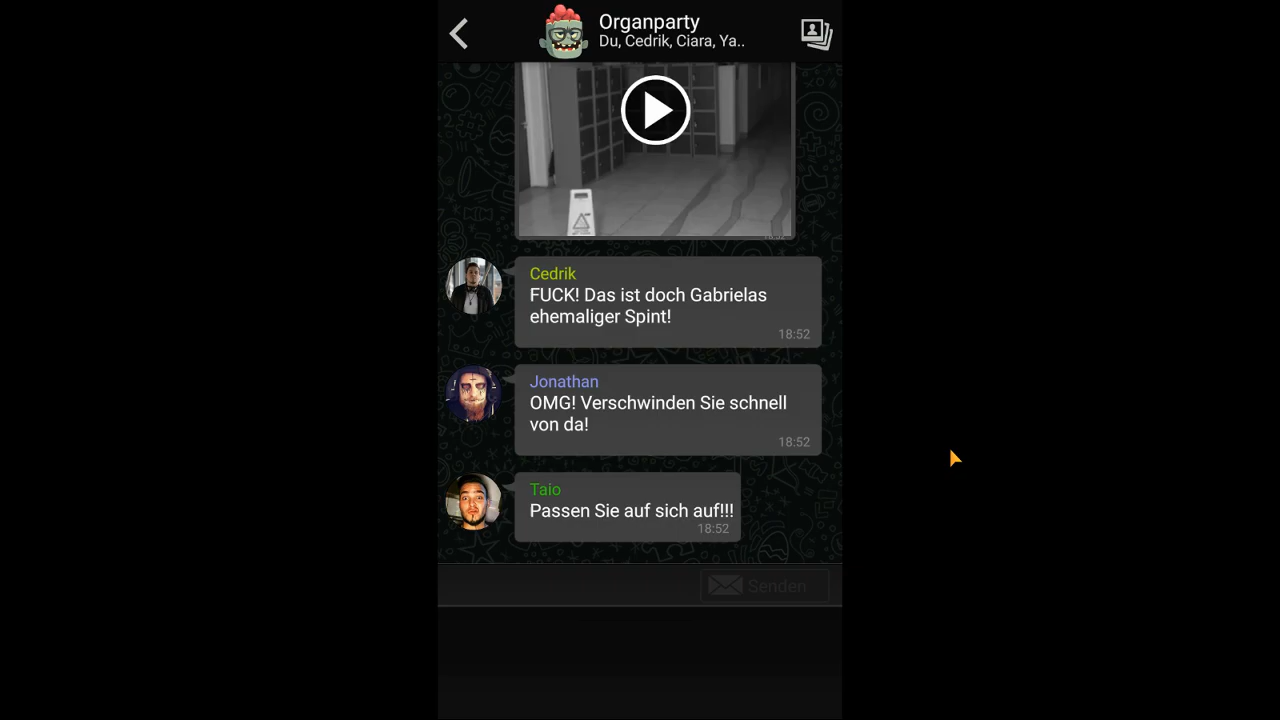 Organparty
Du, Cedrik, Ciara, Ya..
Cedrik
FUCK! Das ist doch Gabrielas
ehemaliger Spint!
18:52
Jonathan
OMG! Verschwinden Sie schnell
von da!
18:52
Taio
Passen Sie auf sich auf!!!
18:52
Senden